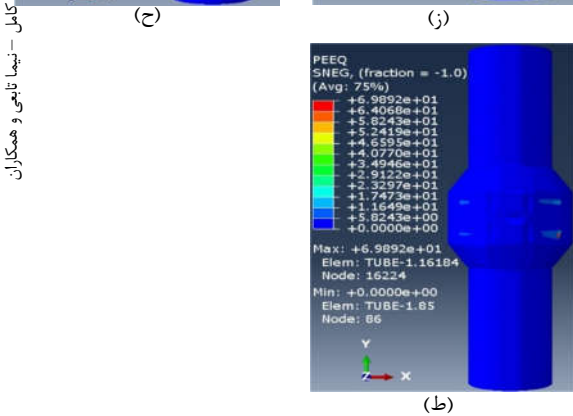 (ح)
(ز)
کامل – نیما تابعی و همکاران
PEEQ
SNEG, (fraction = -1.0)
(Avg: 75%)
+6.9892e+01
+6.4068e+01
+5.8243e+01
+5.2419e+01
+4.6595e+01
+4.0770e+01
+3.4946e+01
+2.9122e+01
+2.3297e+01
+1.7473e+01
+1.1649e+01
+5.8243e+00
+0.0000e+00
Max: +6.9892e+01
Elem: TUBE-1.16184
Node: 16224
Min: +0.0000e+00
Elem: TUBE-1.85
Node: 86
Y
Z X
(ط)